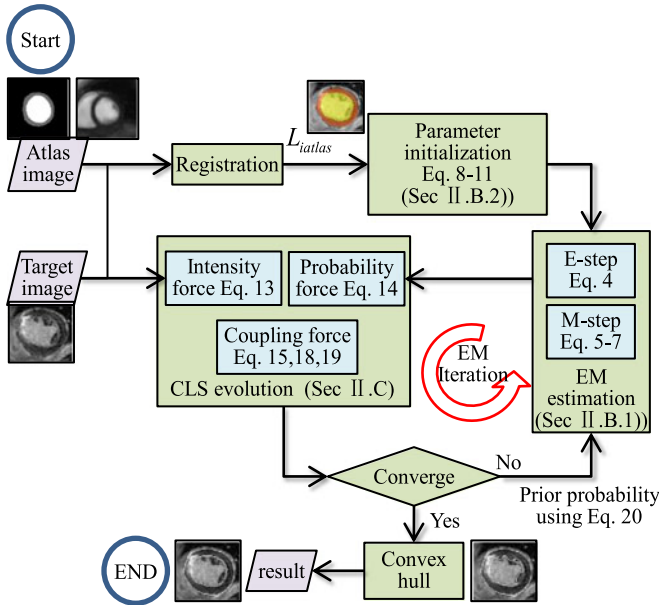 Start
Atlas
image
Registration
L_iatlas
Parameter
initialization
Eq. 8-11
(Sec Ⅱ.B.2))
Target
image
Intensity
force Eq. 13
Probability
force Eq. 14
Coupling force
Eq. 15,18,19
CLS evolution (Sec Ⅱ.C)
E-step
Eq. 4
M-step
Eq. 5-7
EM
estimation
(Sec Ⅱ.B.1))
EM
Iteration
Converge
No
Prior probability
using Eq. 20
Yes
Convex
hull
result
END